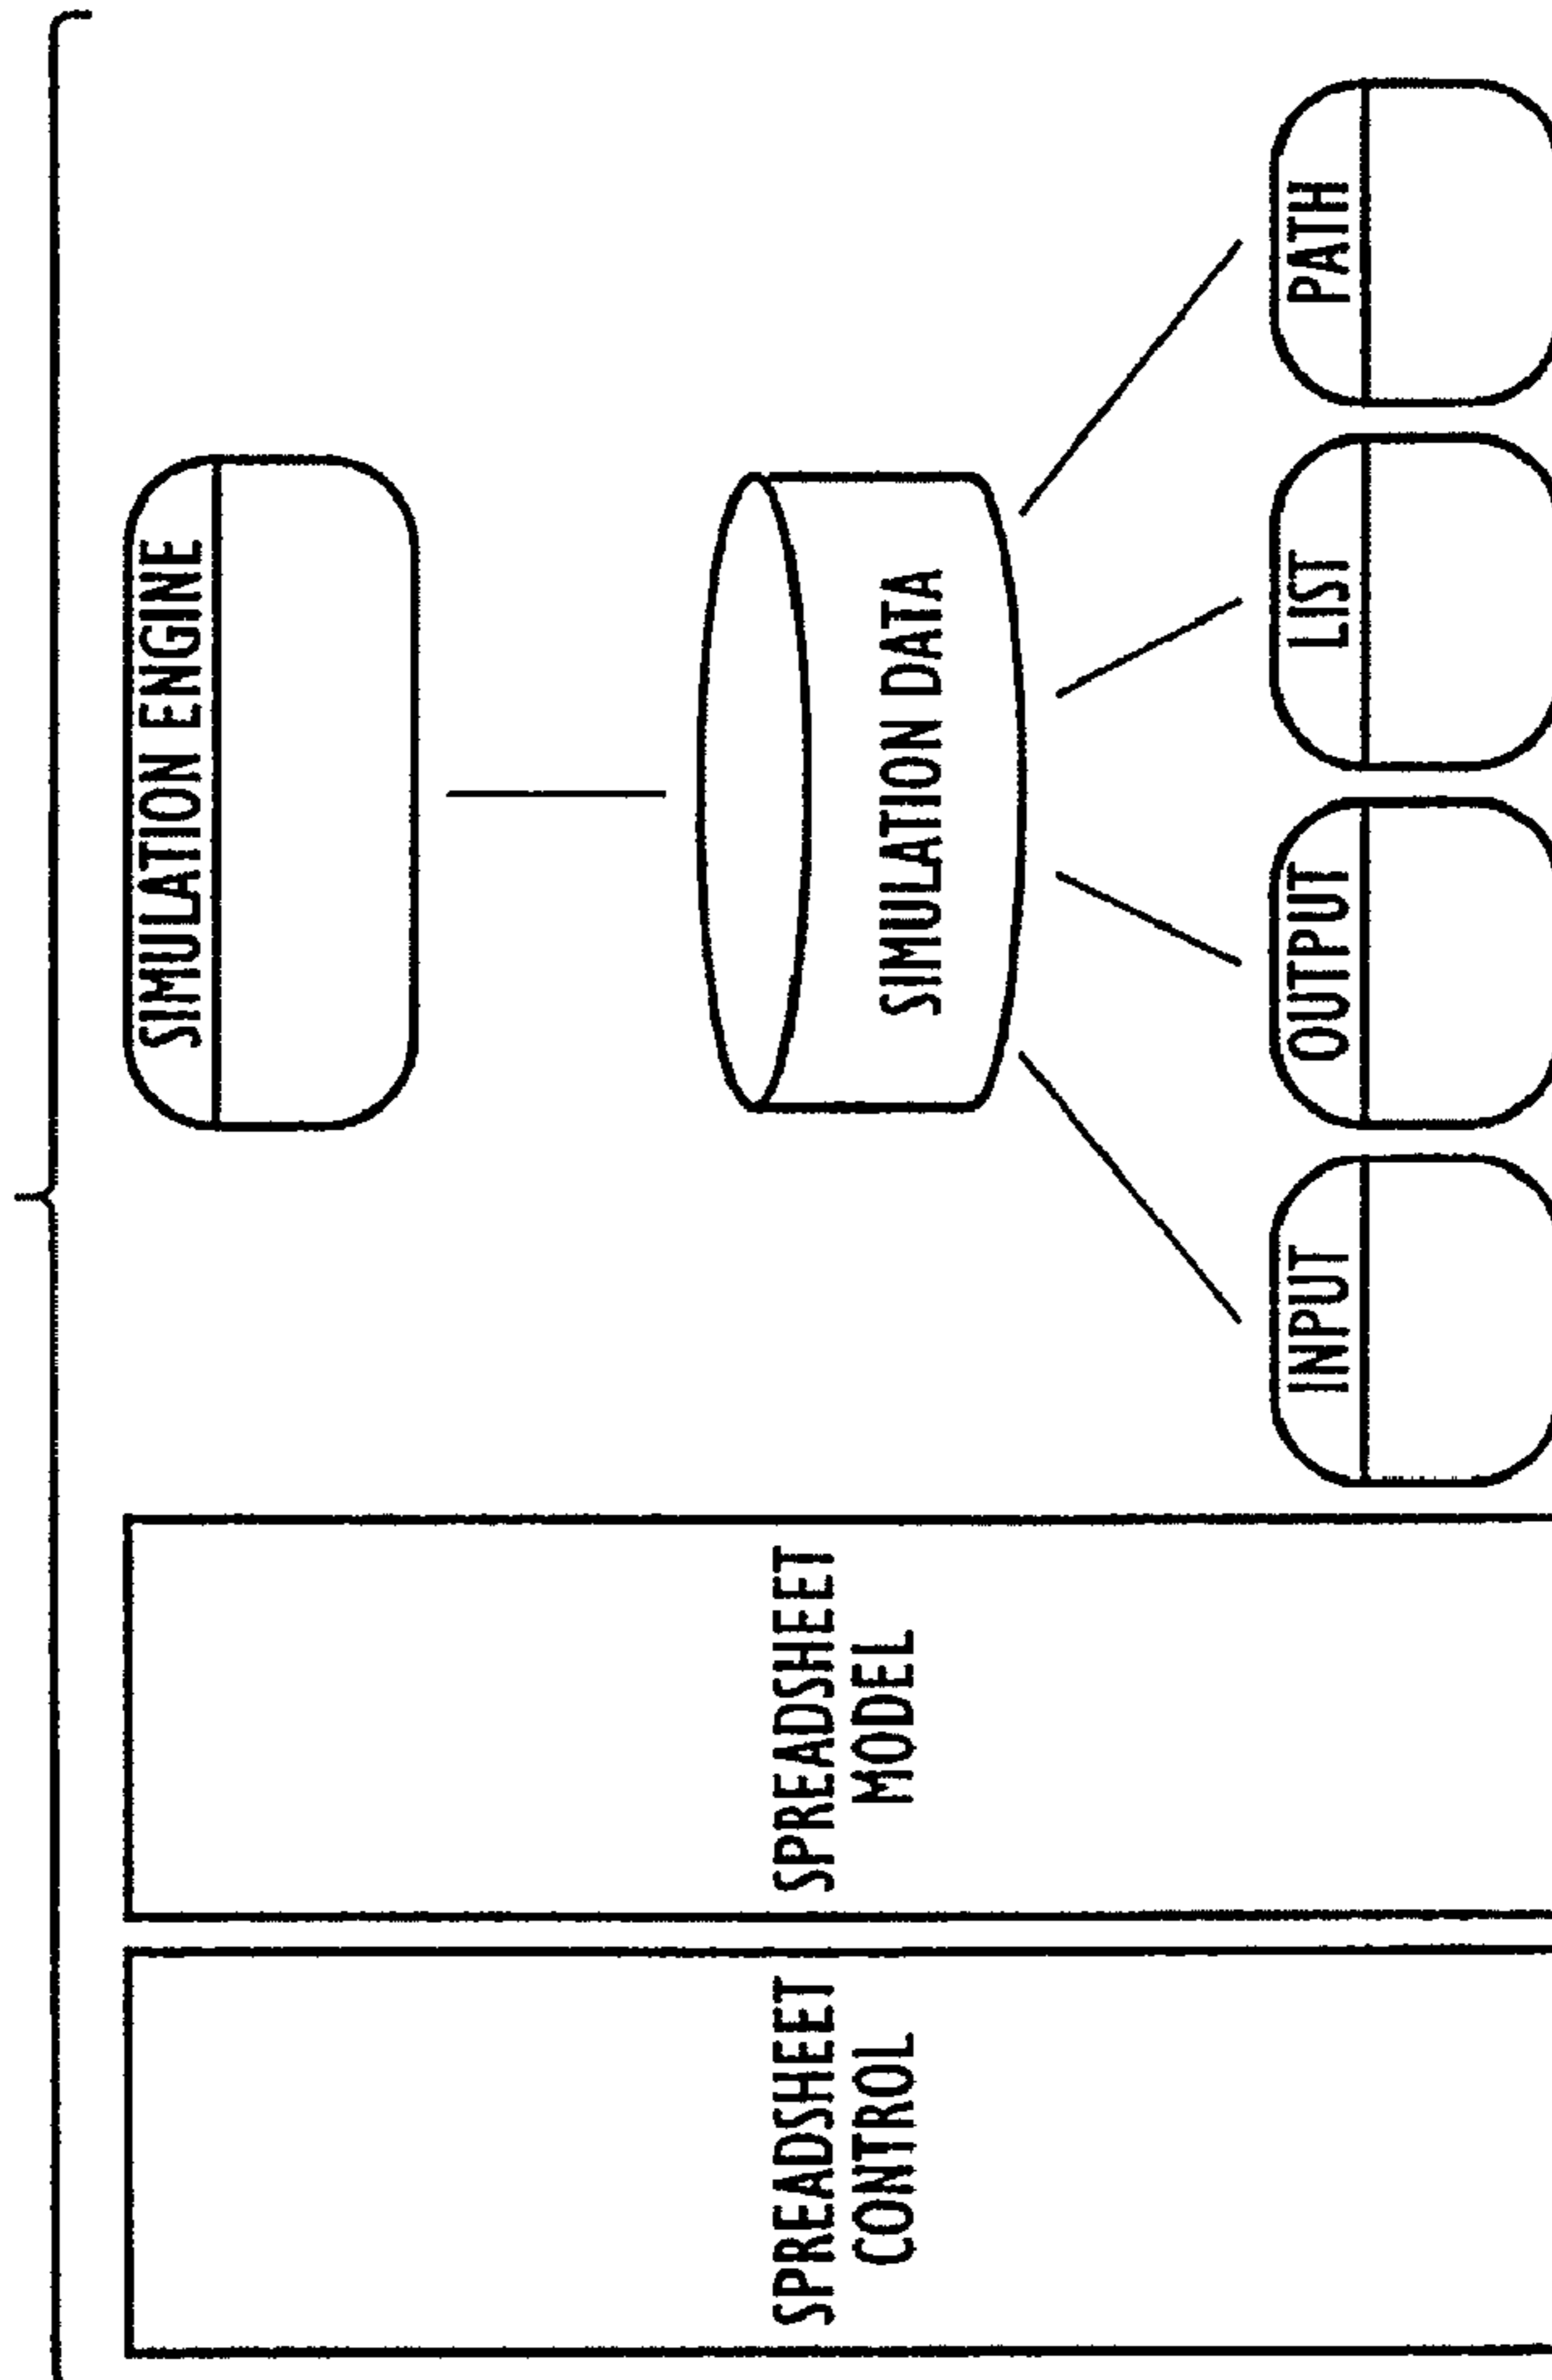 SIMULATION ENGINE
SPREADSHEET
MODEL
SPREADSHEET
CONTROL
SIMULATION DATA
INPUT
OUTPUT
LIST
PATH